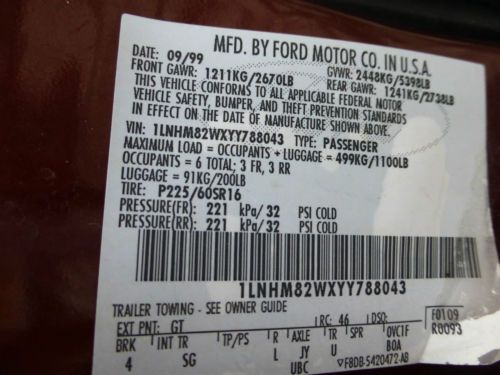 MFD. BY FORD MOTOR CO. IN U.S.A.
DATE: 09/99 GVWR: 2448KG/5398LB
FRONT GAWR: 1211KG/2670LB REAR GAWR: 1241KG/2738LB
THIS VEHICLE CONFORMS TO ALL APPLICABLE FEDERAL MOTOR
VEHICLE SAFETY, BUMPER, AND THEFT PREVENTION STANDARDS
IN EFFECT ON THE DATE OF MANUFACTURE SHOWN ABOVE.
VIN: 1LNHM82WXYY788043 TYPE: PASSENGER
MAXIMUM LOAD = OCCUPANTS + LUGGAGE = 499KG/1100LB
OCCUPANTS = 6 TOTAL; 3 FR, 3 RR
LUGGAGE = 91KG/200LB
TIRE: P225/60SR16
PRESSURE(FR) 221 kPa/32 PSI COLD
PRESSURE(RR) 221 kPa/32 PSI COLD
1LNHM82WXYY788043
TRAILER TOWING - SEE OWNER GUIDE
EXT PNT: GT RC: 46 DSO: F0109
BRK INT TR TP/PS R AXLE TR SPR OVC1F R0093
4 SG L JY U BOA
UBC F8DB-5420472-AB